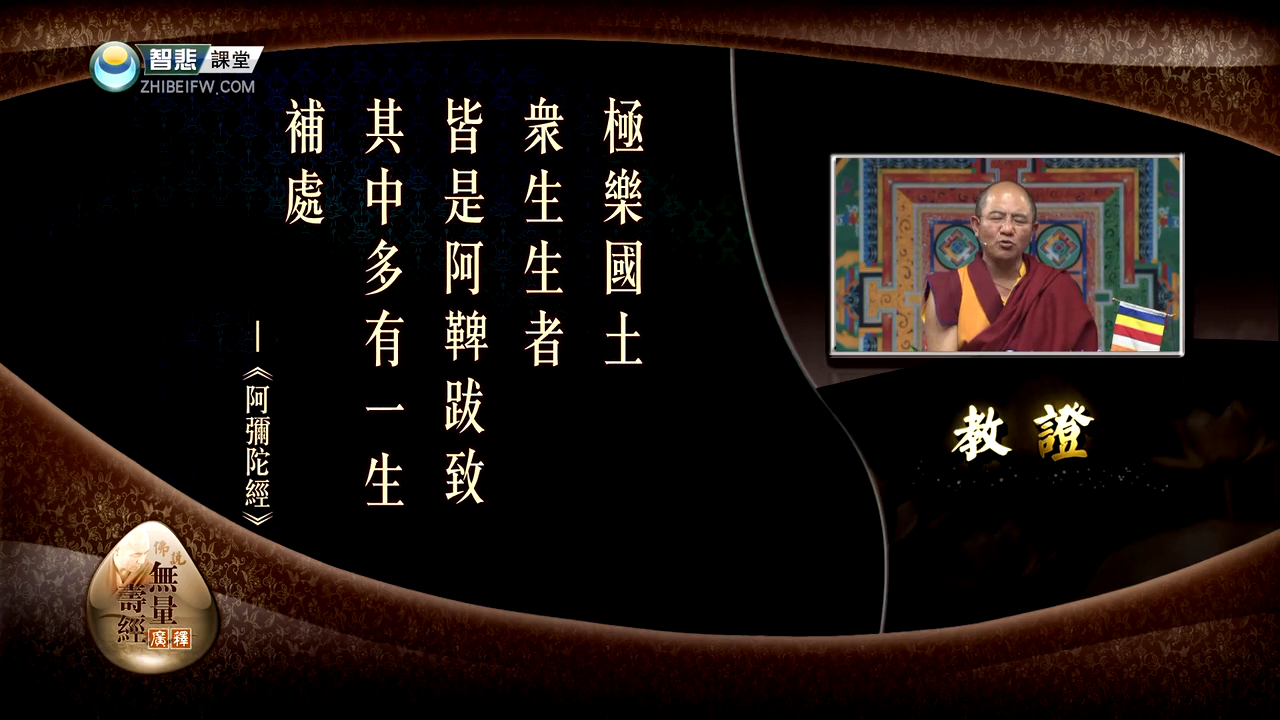 智悲 課堂
ZHIBEIFW.COM
極樂國土
衆生生者
皆是阿鞞跋致
其中多有一生
補處
—《阿彌陀經》
教證
佛說
無量
壽經
廣釋